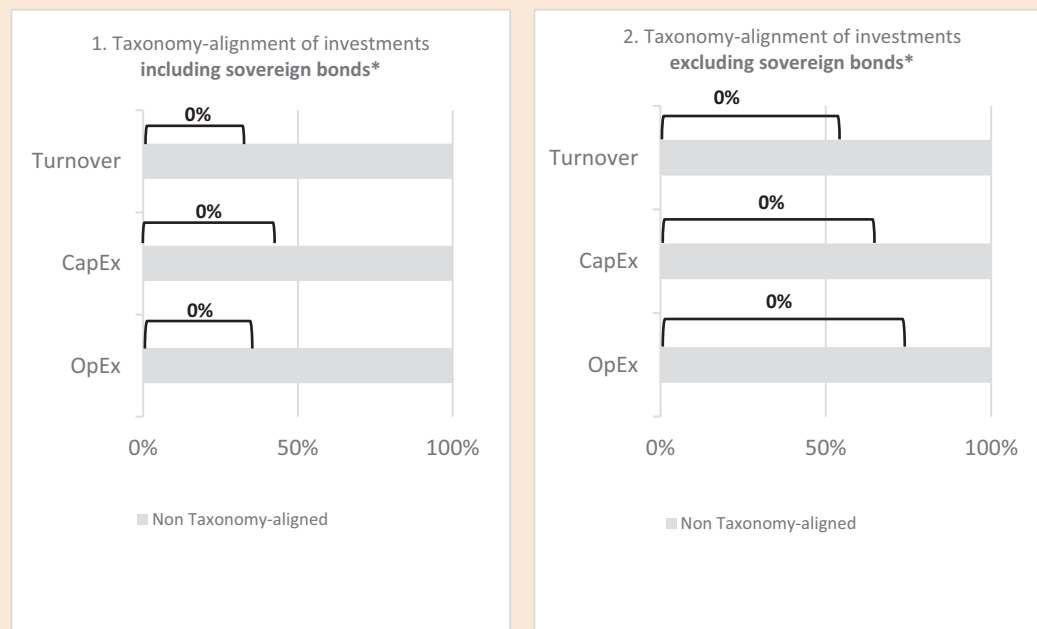 1. Taxonomy-alignment of investments
including sovereign bonds*
0%
Turnover
0%
CapEx
0%
OpEx
0%
50%
100%
Non Taxonomy-aligned
2. Taxonomy-alignment of investments
excluding sovereign bonds*
0%
Turnover
0%
CapEx
0%
OpEx
0%
50%
100%
Non Taxonomy-aligned